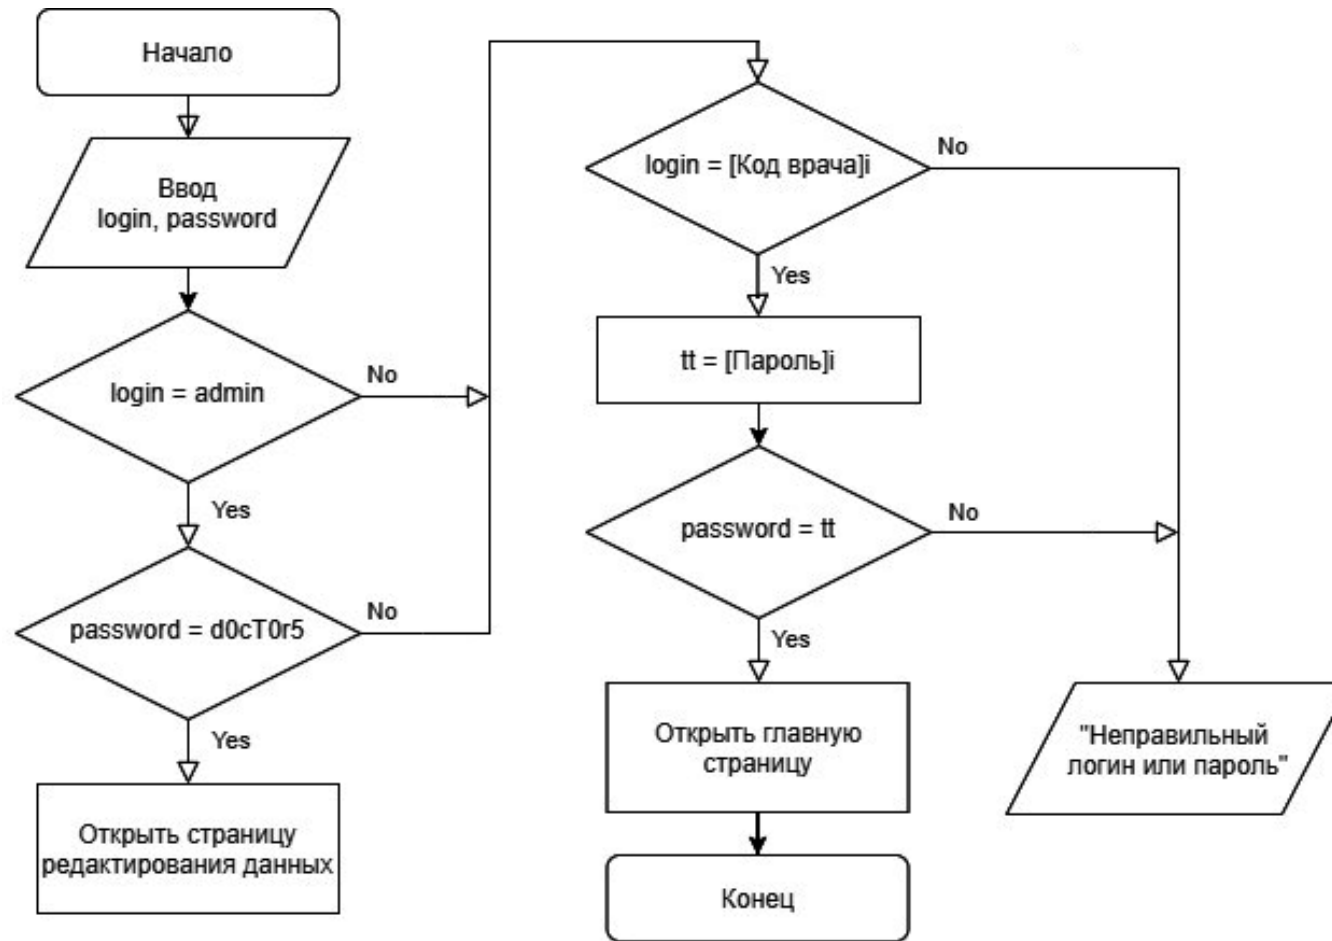 Начало
Ввод
login, password
login = admin
No
Yes
password = d0cT0r5
No
Yes
Открыть страницу
редактирования данных
login = [Код врача]i
No
Yes
tt = [Пароль]i
password = tt
No
Yes
Открыть главную
страницу
Конец
"Неправильный
логин или пароль"